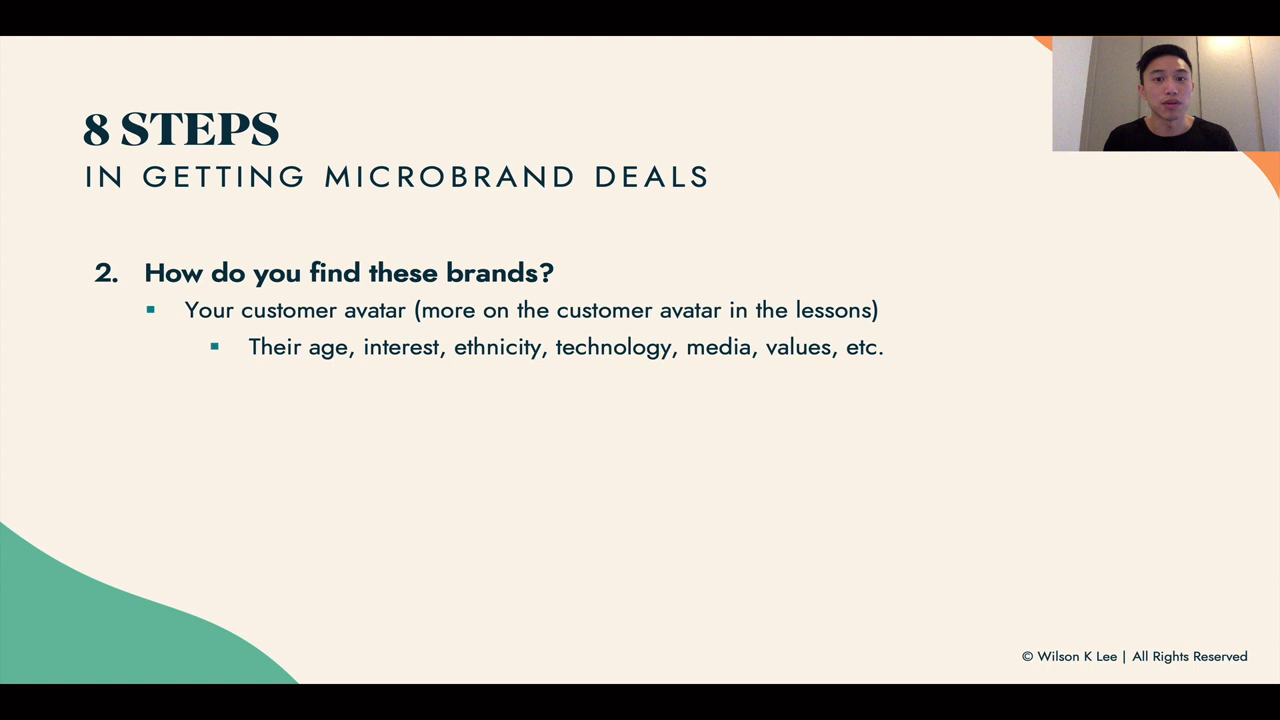 8 STEPS
IN GETTING MICROBRAND DEALS
2. How do you find these brands?
Your customer avatar (more on the customer avatar in the lessons)
Their age, interest, ethnicity, technology, media, values, etc.
© Wilson K Lee | All Rights Reserved